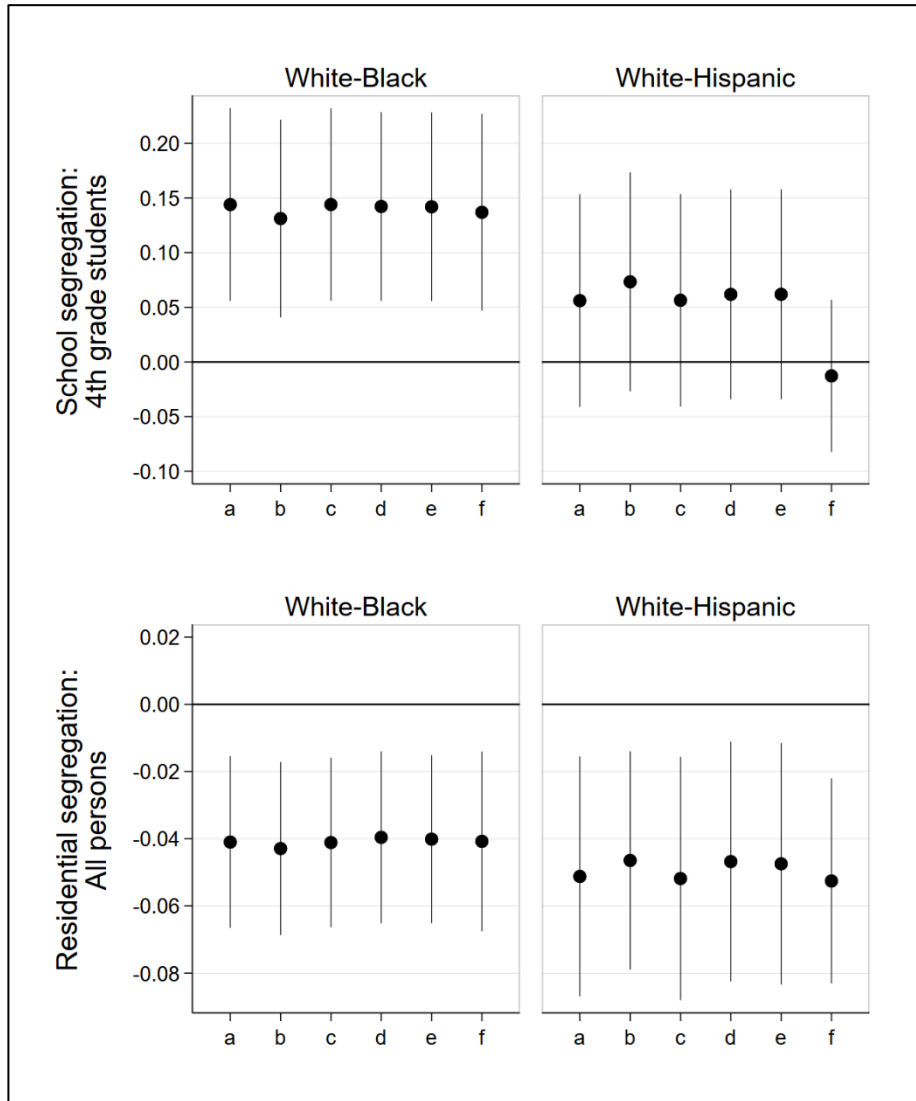 White-Black
White-Hispanic
School segregation:
4th grade students
0.20
0.15
0.10
0.05
0.00
-0.05
-0.10
a b c d e f
a b c d e f
White-Black
White-Hispanic
Residential segregation:
All persons
0.02
0.00
-0.02
-0.04
-0.06
-0.08
a b c d e f
a b c d e f